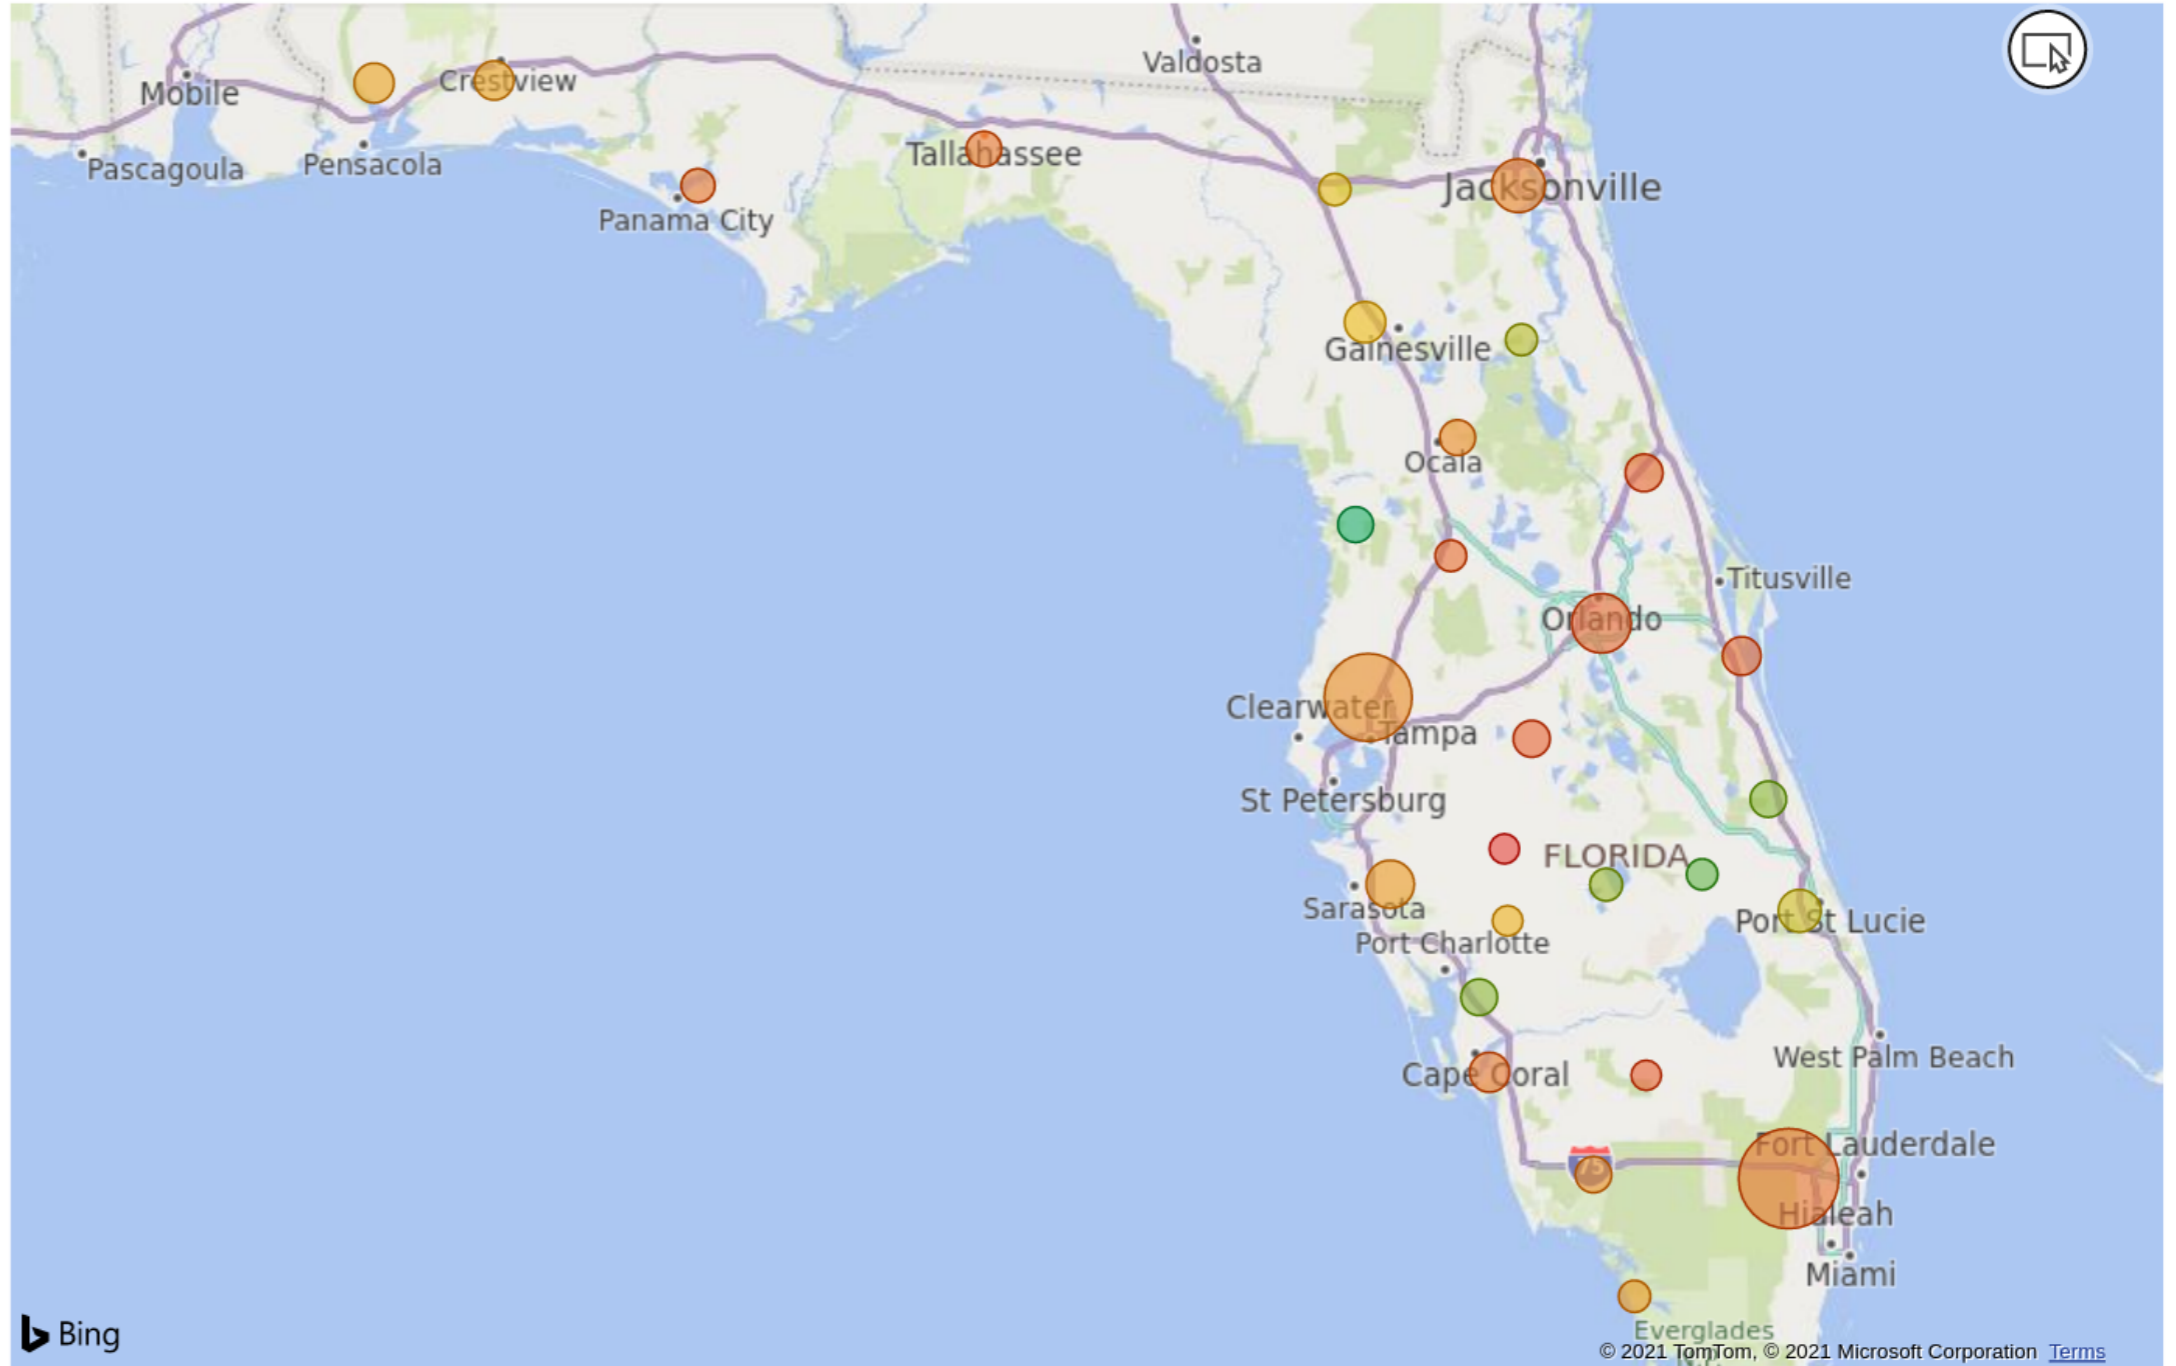 Valdosta
Mobile
Crestview
Pascagoula
Pensacola
Tallahassee
Jacksonville
Panama City
Gainesville
Ocala
Titusville
Orlando
Clearwater
Tampa
St Petersburg
FLORIDA
Sarasota
Port St Lucie
Port Charlotte
West Palm Beach
Cape Coral
Fort Lauderdale
75
Hialeah
Miami
Everglades
Bing
© 2021 TomTom, © 2021 Microsoft Corporation Terms